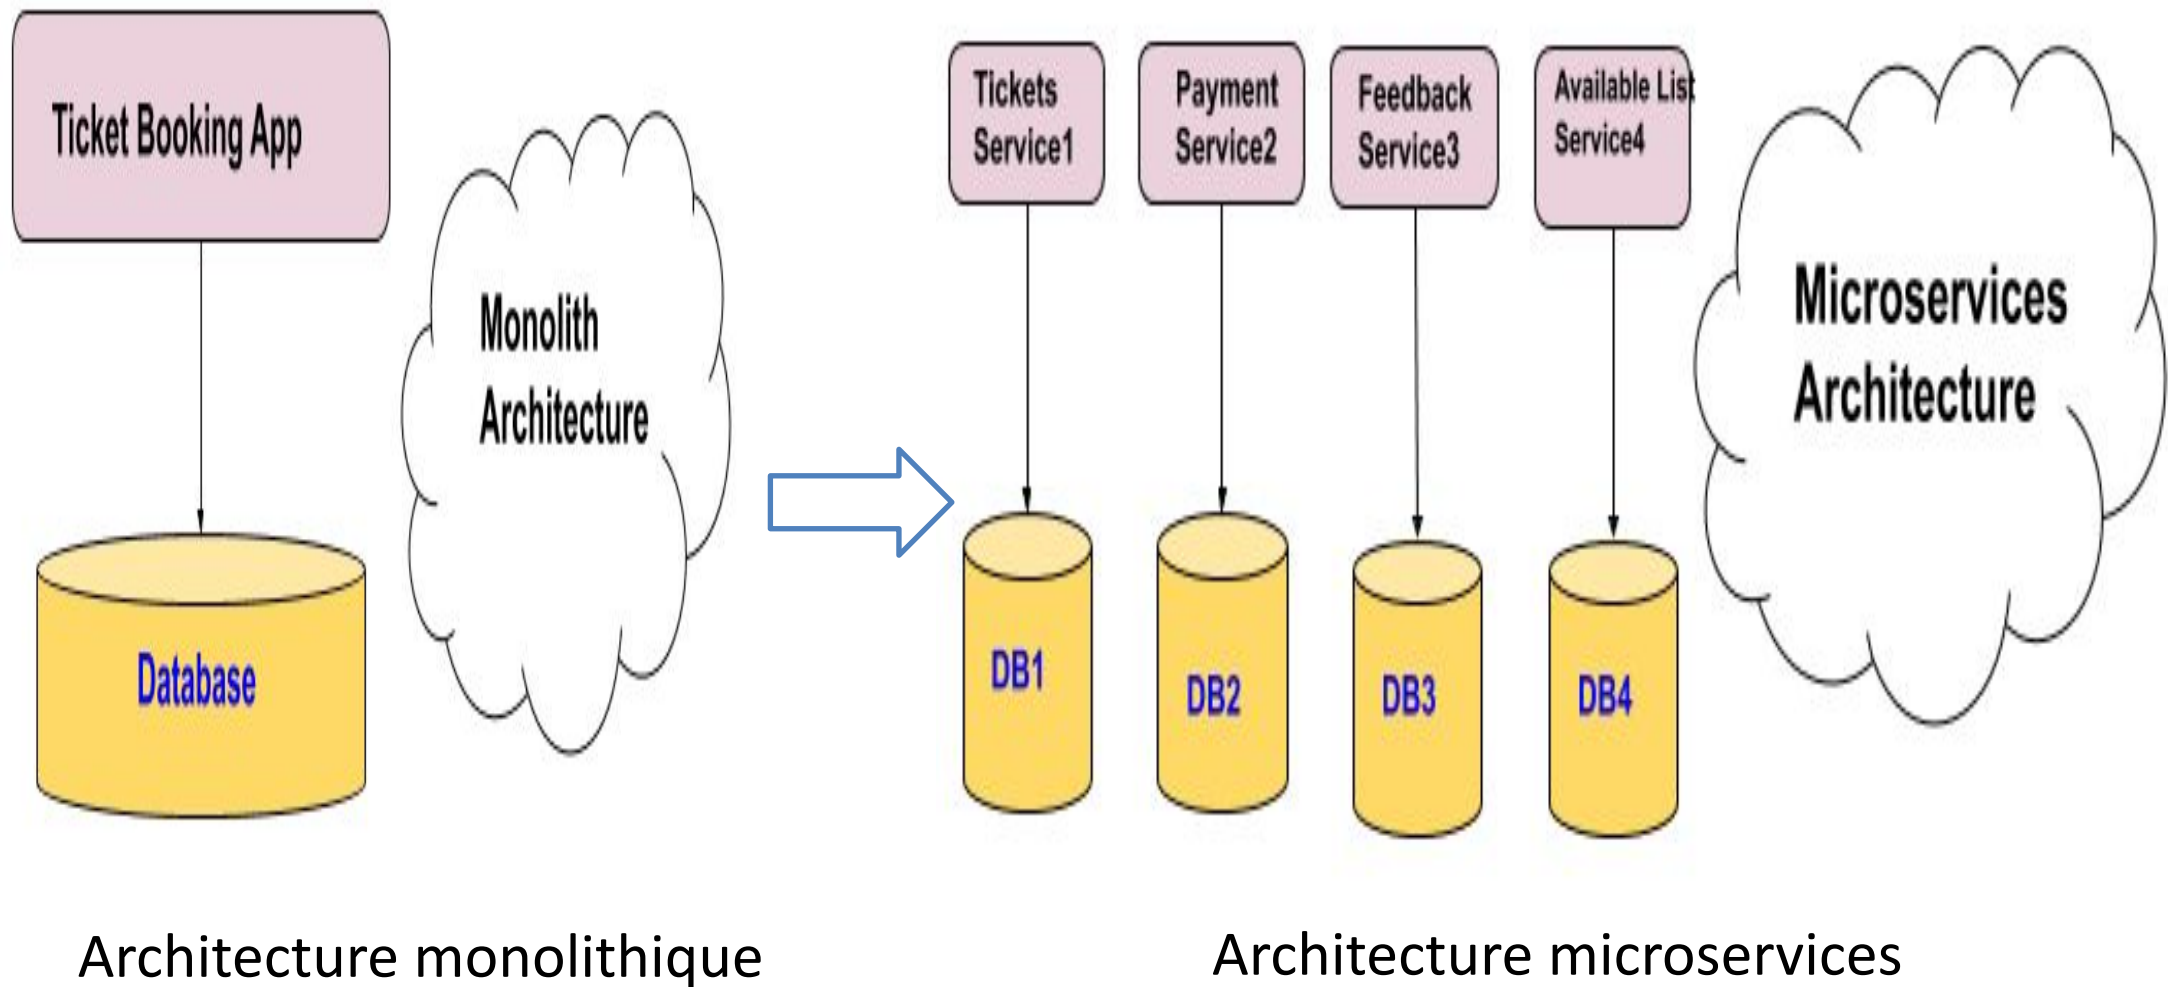 Ticket Booking App
Monolith
Architecture
Database
Tickets
Service1
Payment
Service2
Feedback
Service3
Available List
Service4
Microservices
Architecture
DB1
DB2
DB3
DB4
Architecture monolithique
Architecture microservices